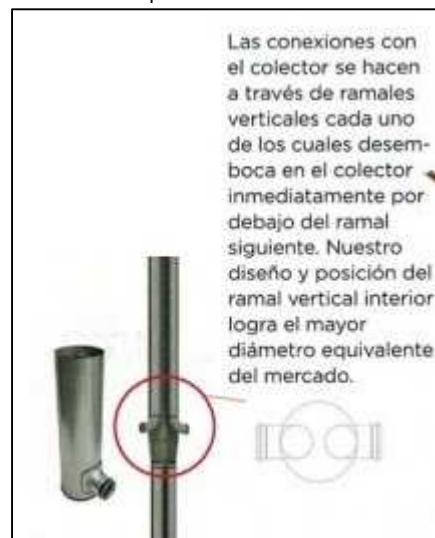 Las conexiones con
el colector se hacen
a través de ramales
verticales cada uno
de los cuales desem-
boca en el colector
inmediatamente por
debajo del ramal
siguiente. Nuestro
diseño y posición del
ramal vertical interior
logra el mayor
diámetro equivalente
del mercado.